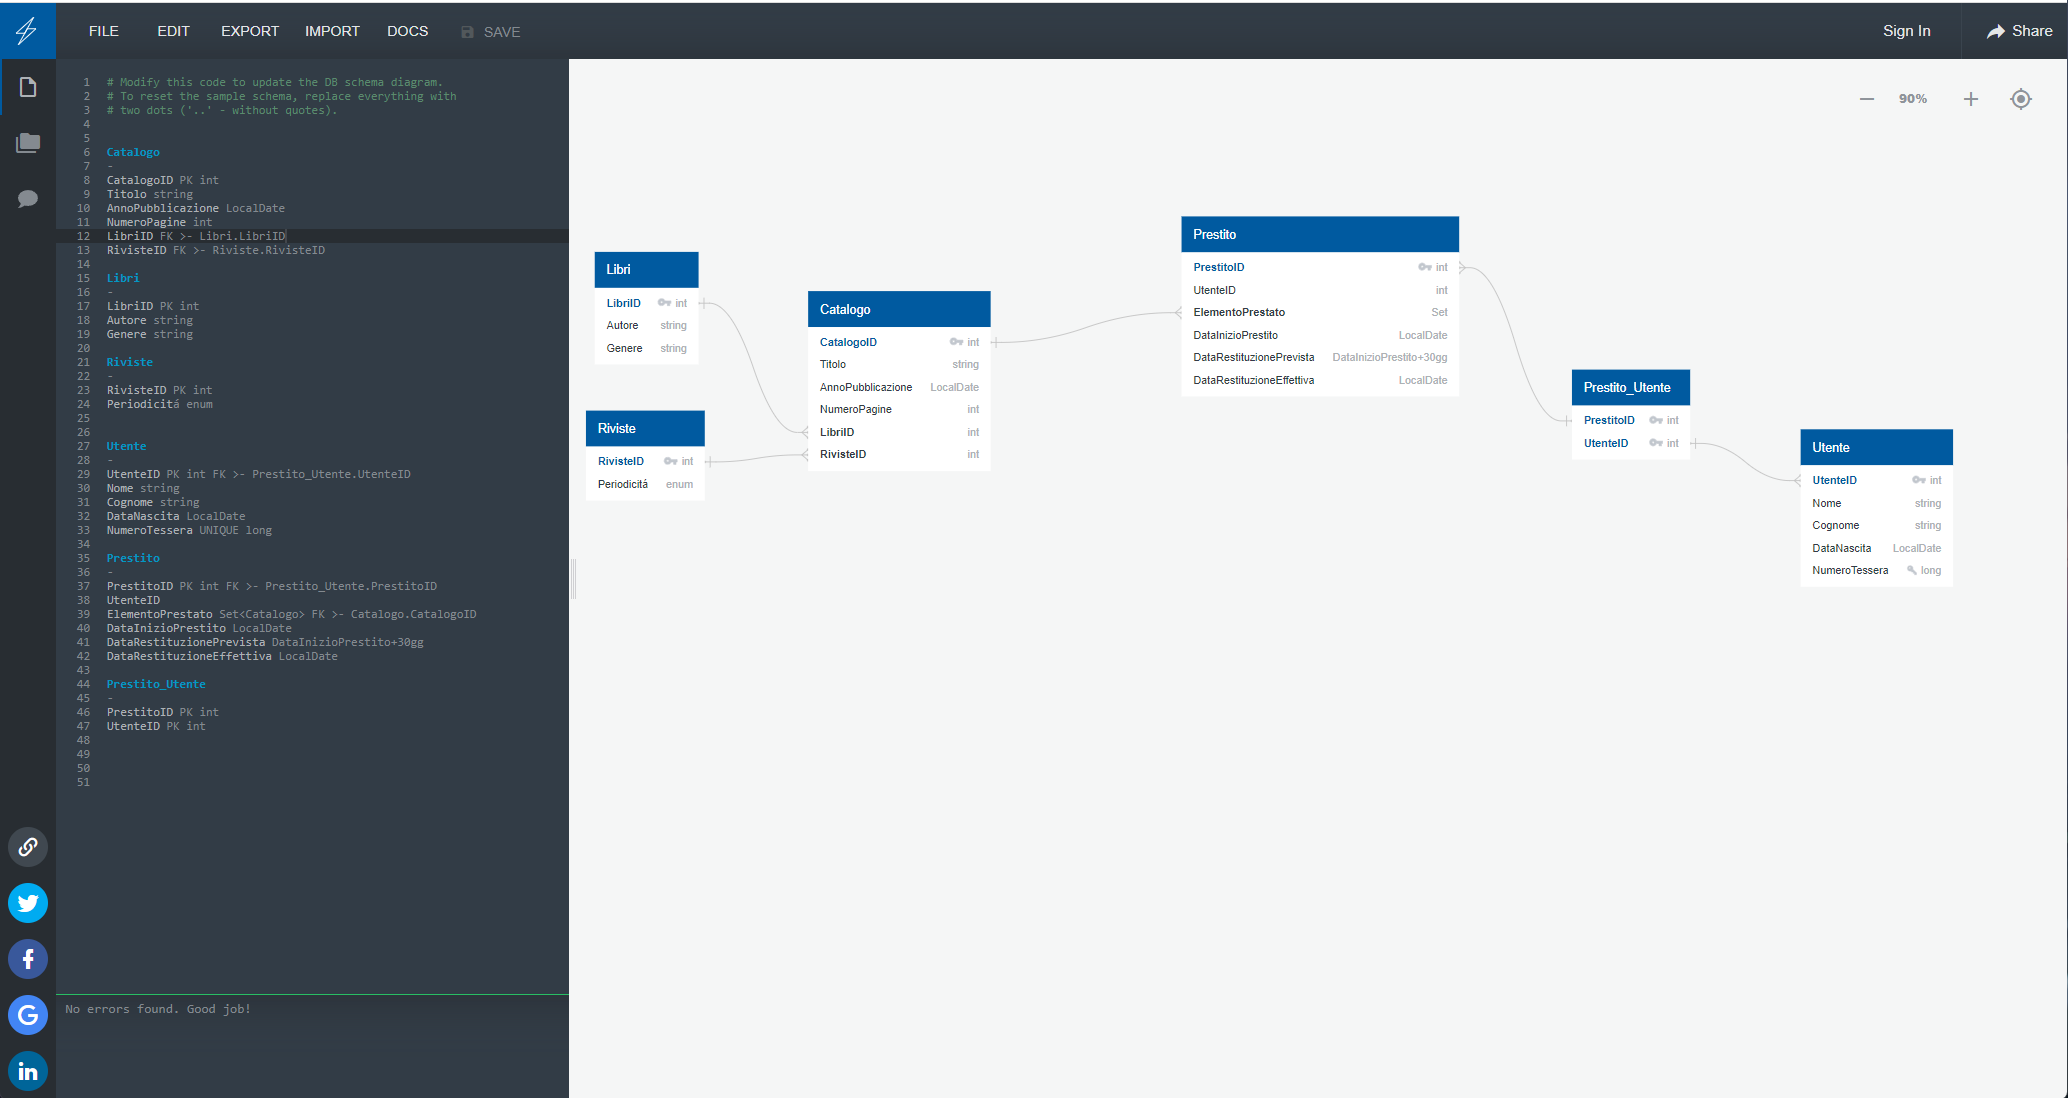 FILE EDIT EXPORT IMPORT DOCS SAVE Sign In Share
1 # Modify this code to update the DB schema diagram.
2 # To reset the sample schema, replace everything with
3 # two dots ('..' - without quotes).
4
5
6 Catalogo
7 -
8 CatalogoID PK int
9 Titolo string
10 AnnoPubblicazione LocalDate
11 NumeroPagine int
12 LibriID FK >- Libri.LibriID
13 RivisteID FK >- Riviste.RivisteID
14
15 Libri
16 -
17 LibriID PK int
18 Autore string
19 Genere string
20
21 Riviste
22 -
23 RivisteID PK int
24 Periodicitá enum
25
26
27 Utente
28 -
29 UtenteID PK int FK >- Prestito_Utente.UtenteID
30 Nome string
31 Cognome string
32 DataNascita LocalDate
33 NumeroTessera UNIQUE long
34
35 Prestito
36 -
37 PrestitoID PK int FK >- Prestito_Utente.PrestitoID
38 UtenteID
39 ElementoPrestato Set<Catalogo> FK >- Catalogo.CatalogoID
40 DataInizioPrestito LocalDate
41 DataRestituzionePrevista DataInizioPrestito+30gg
42 DataRestituzioneEffettiva LocalDate
43
44 Prestito_Utente
45 -
46 PrestitoID PK int
47 UtenteID PK int
48
49
50
51
No errors found. Good job!
90%
Libri
LibriID int
Autore string
Genere string
Riviste
RivisteID int
Periodicitá enum
Catalogo
CatalogoID int
Titolo string
AnnoPubblicazione LocalDate
NumeroPagine int
LibriID int
RivisteID int
Prestito
PrestitoID int
UtenteID int
ElementoPrestato Set
DataInizioPrestito LocalDate
DataRestituzionePrevista DataInizioPrestito+30gg
DataRestituzioneEffettiva LocalDate
Prestito_Utente
PrestitoID int
UtenteID int
Utente
UtenteID int
Nome string
Cognome string
DataNascita LocalDate
NumeroTessera long